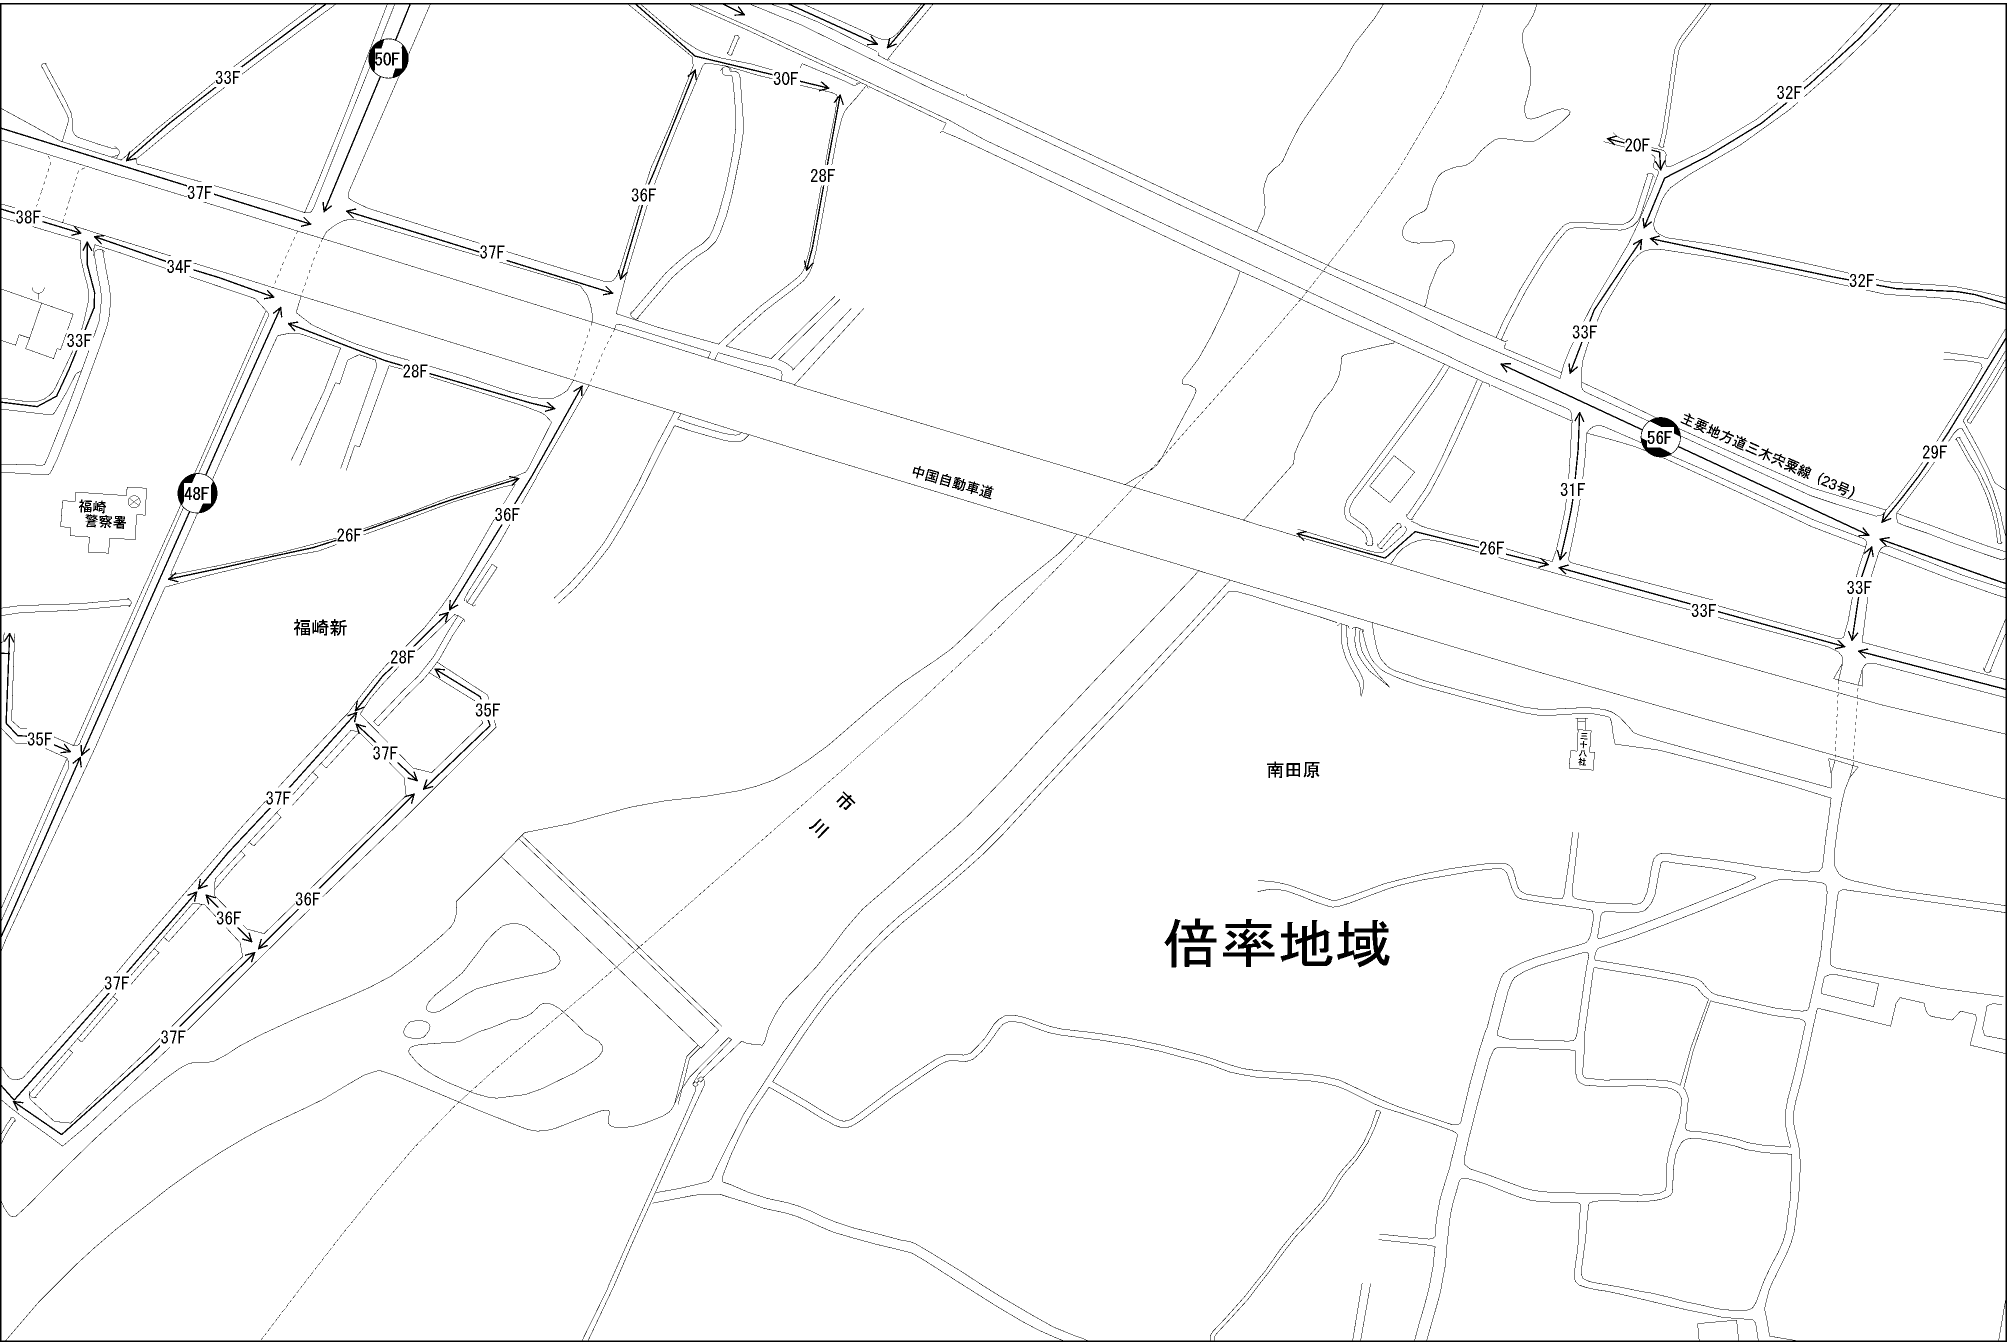 50F
33F
30F
32F
20F
28F
37F
36F
38F
37F
34F
32F
33F
33F
28F
主要地方道三木宍粟線 (23号)
56F
29F
中国自動車道
31F
48F
福崎
警察署
36F
26F
26F
33F
33F
福崎新
28F
35F
35F
37F
三十八社
南田原
37F
市
川
36F
36F
倍率地域
37F
37F